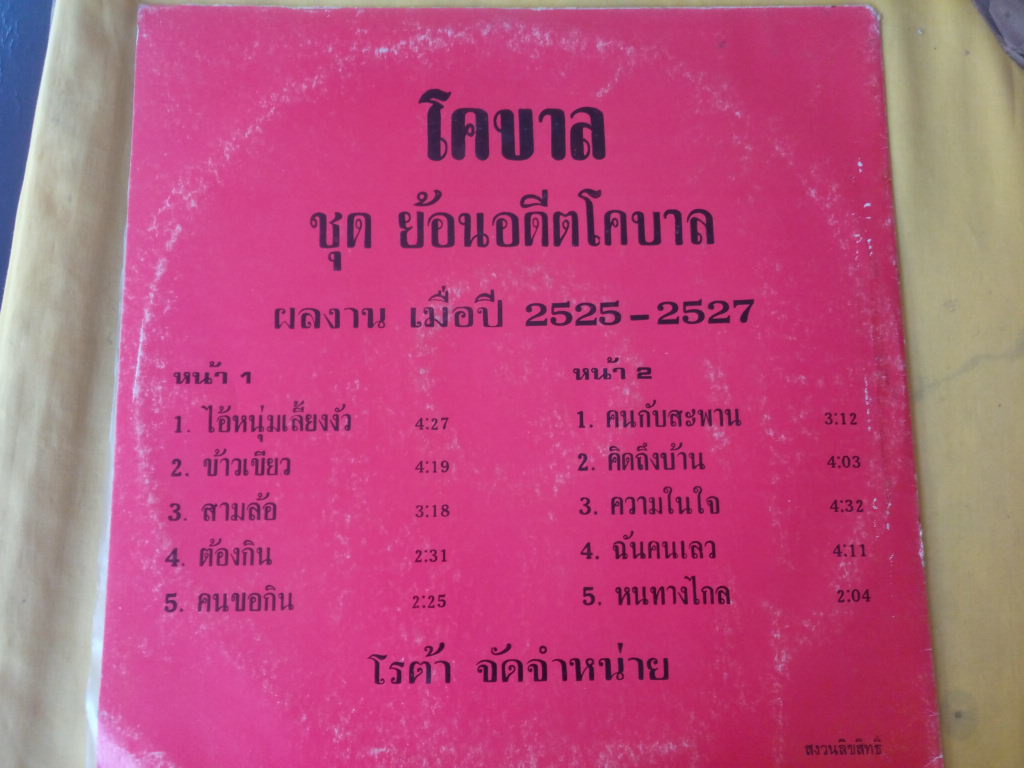 โคบาล
ชุด ย้อนอดีตโคบาล
ผลงาน เมื่อปี 2525-2527
หน้า 1
1. ไอ้หนุ่มเลี้ยงงัว 4:27
2. ข้าวเขียว 4:19
3. สามล้อ 3:18
4. ต้องกิน 2:31
5. คนขอกิน 2:25
หน้า 2
1. คนกับสะพาน 3:12
2. คิดถึงบ้าน 4:03
3. ความในใจ 4:32
4. ฉันคนเลว 4:11
5. หนทางไกล 2:04
โรต้า จัดจำหน่าย
สงวนลิขสิทธิ์